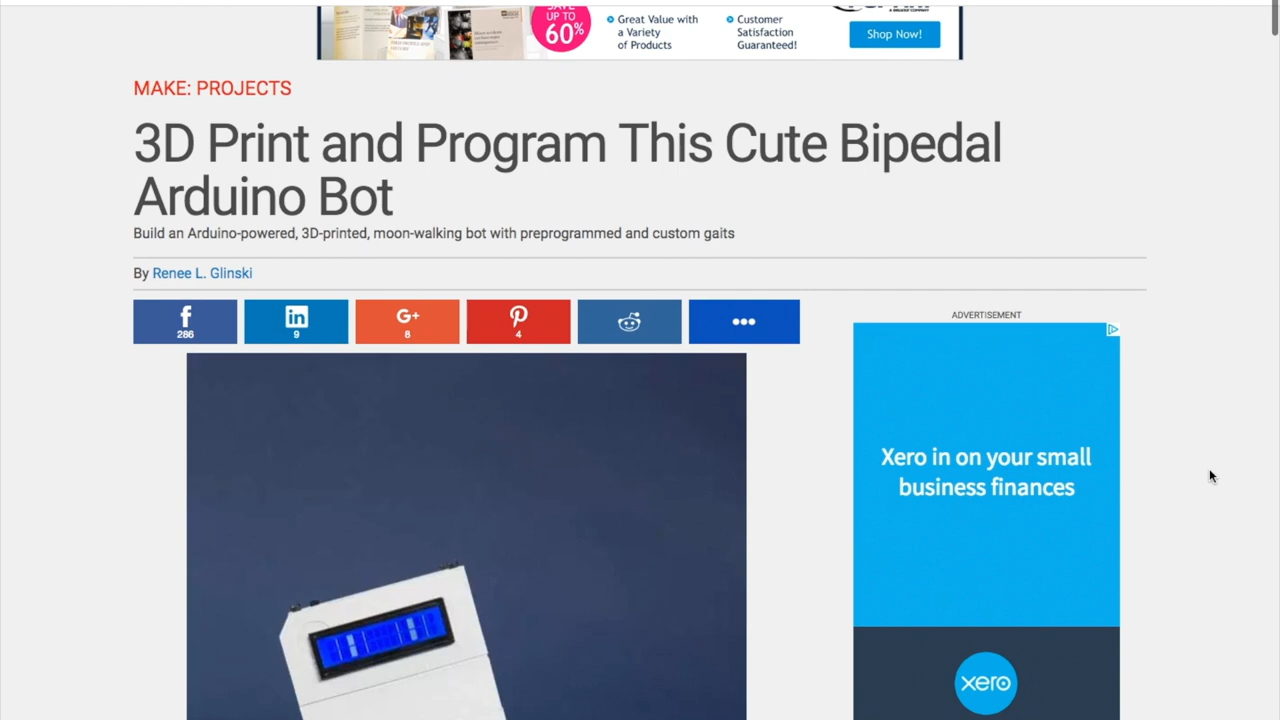 SAVE
UP TO
60%
Great Value with
a Variety
of Products
Customer
Satisfaction
Guaranteed!
Shop Now!
MAKE: PROJECTS
3D Print and Program This Cute Bipedal
Arduino Bot
Build an Arduino-powered, 3D-printed, moon-walking bot with preprogrammed and custom gaits
By Renee L. Glinski
f
286
in
9
G+
8
4
ADVERTISEMENT
Xero in on your small
business finances
xero